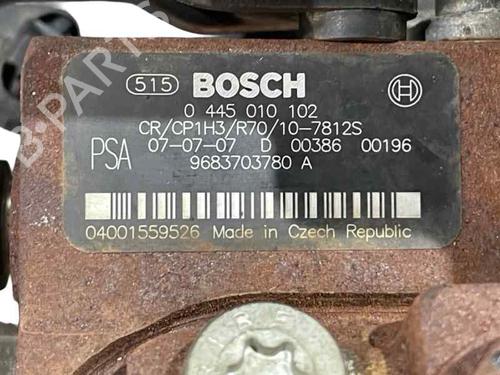 515 BOSCH
0 445 010 102
CR/CP1H3/R70/10-7812S
PSA 07-07-07 D 00386 00196
9683703780 A
04001559526 Made in Czech Republic